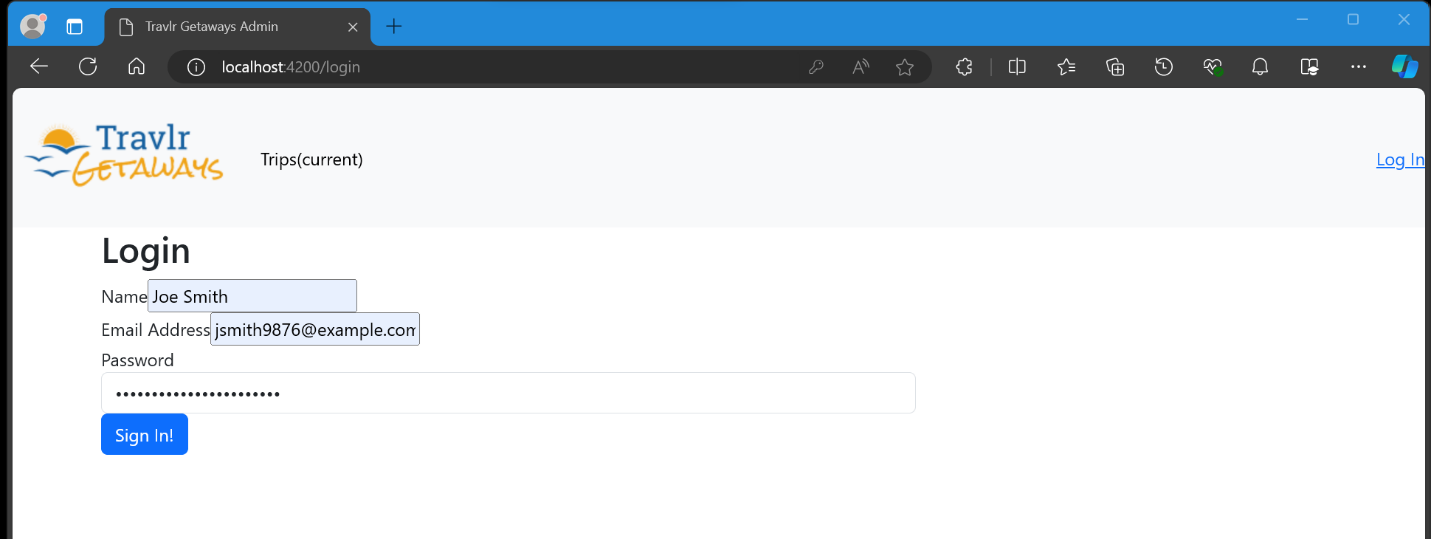 Travlr Getaways Admin
localhost:4200/login
Travlr
GETAWAYS
Trips(current)
Log In
Login
Name Joe Smith
Email Address jsmith9876@example.com
Password
•••••••••••••••••••••••
Sign In!